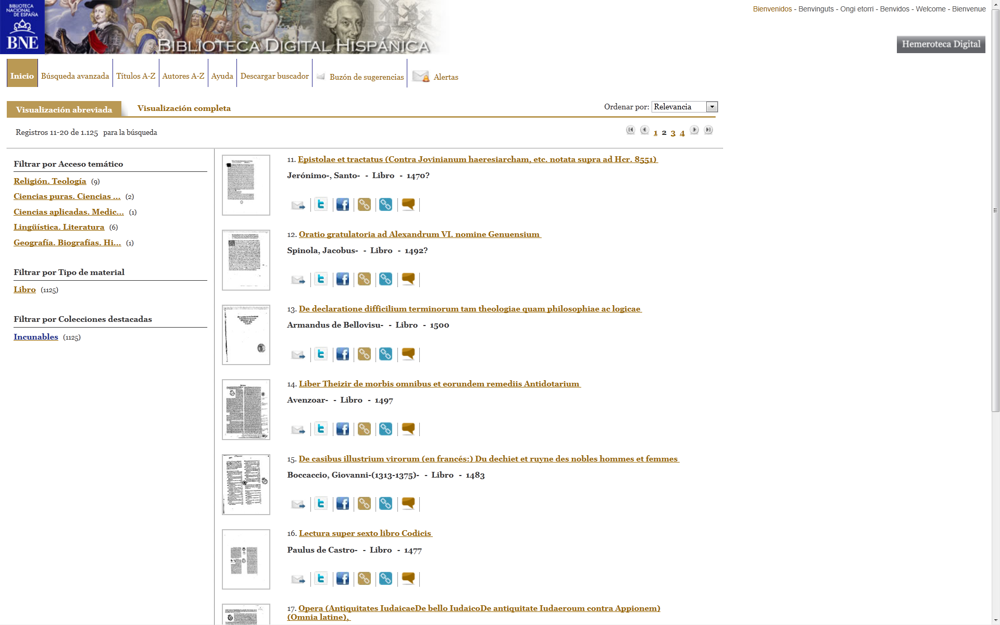 BIBLIOTECA
NACIONAL
DE ESPAÑA
BNE
BIBLIOTECA DIGITAL HISPÁNICA
Bienvenidos - Benvinguts - Ongi etorri - Benvidos - Welcome - Bienvenue
Hemeroteca Digital
Inicio
Búsqueda avanzada
Títulos A-Z
Autores A-Z
Ayuda
Descargar buscador
Buzón de sugerencias
Alertas
Visualización abreviada
Visualización completa
Ordenar por: Relevancia
Registros 11-20 de 1.125 para la búsqueda
1 2 3 4
Filtrar por Acceso temático
Religión. Teología (9)
Ciencias puras. Ciencias ... (2)
Ciencias aplicadas. Medic... (1)
Lingüística. Literatura (6)
Geografía. Biografías. Hi... (1)
Filtrar por Tipo de material
Libro (1125)
Filtrar por Colecciones destacadas
Incunables (1125)
11. Epistolae et tractatus (Contra Jovinianum haeresiarcham, etc. notata supra ad Hcr. 8551)
Jerónimo-, Santo- - Libro - 1470?
12. Oratio gratulatoria ad Alexandrum VI. nomine Genuensium
Spinola, Jacobus- - Libro - 1492?
13. De declaratione difficilium terminorum tam theologiae quam philosophiae ac logicae
Armandus de Bellovisu- - Libro - 1500
14. Liber Theizir de morbis omnibus et eorundem remediis Antidotarium
Avenzoar- - Libro - 1497
15. De casibus illustrium virorum (en francés:) Du dechiet et ruyne des nobles hommes et femmes
Boccaccio, Giovanni-(1313-1375)- - Libro - 1483
16. Lectura super sexto libro Codicis
Paulus de Castro- - Libro - 1477
17. Opera (Antiquitates IudaicaeDe bello IudaicoDe antiquitate Iudaeroum contra Appionem)
(Omnia latine),